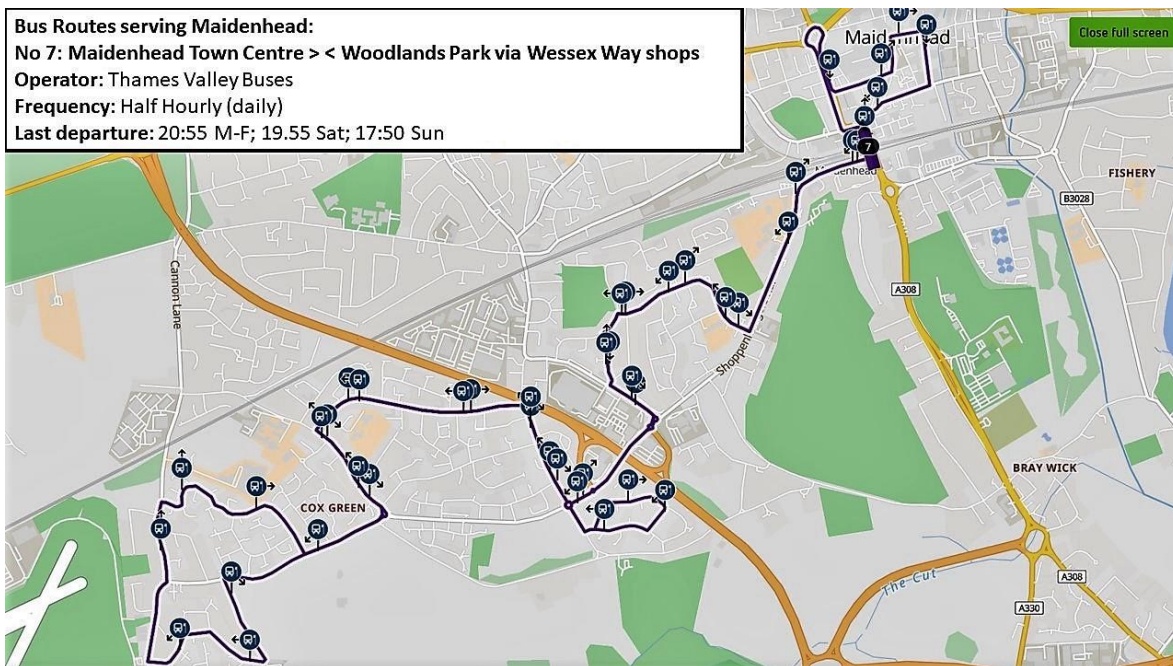 Bus Routes serving Maidenhead:
No 7: Maidenhead Town Centre > < Woodlands Park via Wessex Way shops
Operator: Thames Valley Buses
Frequency: Half Hourly (daily)
Last departure: 20:55 M-F; 19.55 Sat; 17:50 Sun
Close full screen
7
FISHERY
B3028
Cannon Lane
A308
COX GREEN
BRAY WICK
The Cut
A308
A330